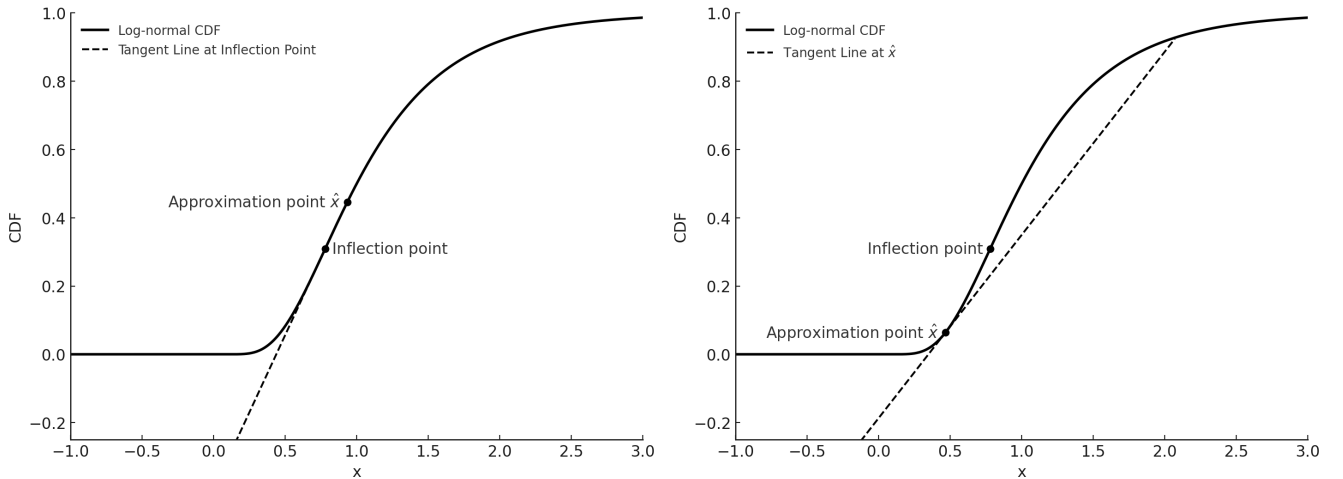 1.0
0.8
0.6
0.4
0.2
0.0
−0.2
CDF
Log-normal CDF
Tangent Line at Inflection Point
Approximation point x̂
Inflection point
−1.0 −0.5 0.0 0.5 1.0 1.5 2.0 2.5 3.0
x
1.0
0.8
0.6
0.4
0.2
0.0
−0.2
CDF
Log-normal CDF
Tangent Line at x̂
Inflection point
Approximation point x̂
−1.0 −0.5 0.0 0.5 1.0 1.5 2.0 2.5 3.0
x